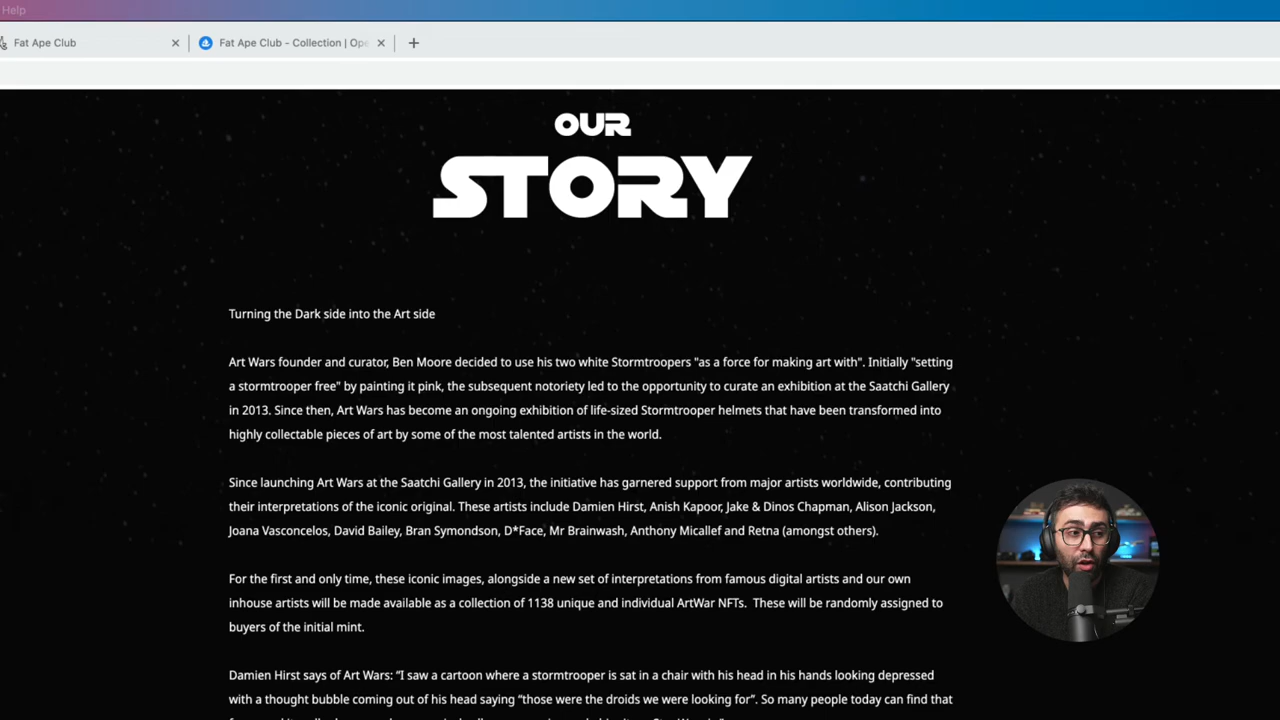 Help
Fat Ape Club
Fat Ape Club - Collection | Ope
OUR
STORY
Turning the Dark side into the Art side
Art Wars founder and curator, Ben Moore decided to use his two white Stormtroopers "as a force for making art with". Initially "setting
a stormtrooper free" by painting it pink, the subsequent notoriety led to the opportunity to curate an exhibition at the Saatchi Gallery
in 2013. Since then, Art Wars has become an ongoing exhibition of life-sized Stormtrooper helmets that have been transformed into
highly collectable pieces of art by some of the most talented artists in the world.
Since launching Art Wars at the Saatchi Gallery in 2013, the initiative has garnered support from major artists worldwide, contributing
their interpretations of the iconic original. These artists include Damien Hirst, Anish Kapoor, Jake & Dinos Chapman, Alison Jackson,
Joana Vasconcelos, David Bailey, Bran Symondson, D*Face, Mr Brainwash, Anthony Micallef and Retna (amongst others).
For the first and only time, these iconic images, alongside a new set of interpretations from famous digital artists and our own
inhouse artists will be made available as a collection of 1138 unique and individual ArtWar NFTs.  These will be randomly assigned to
buyers of the initial mint.
Damien Hirst says of Art Wars: “I saw a cartoon where a stormtrooper is sat in a chair with his head in his hands looking depressed
with a thought bubble coming out of his head saying “those were the droids we were looking for”. So many people today can find that